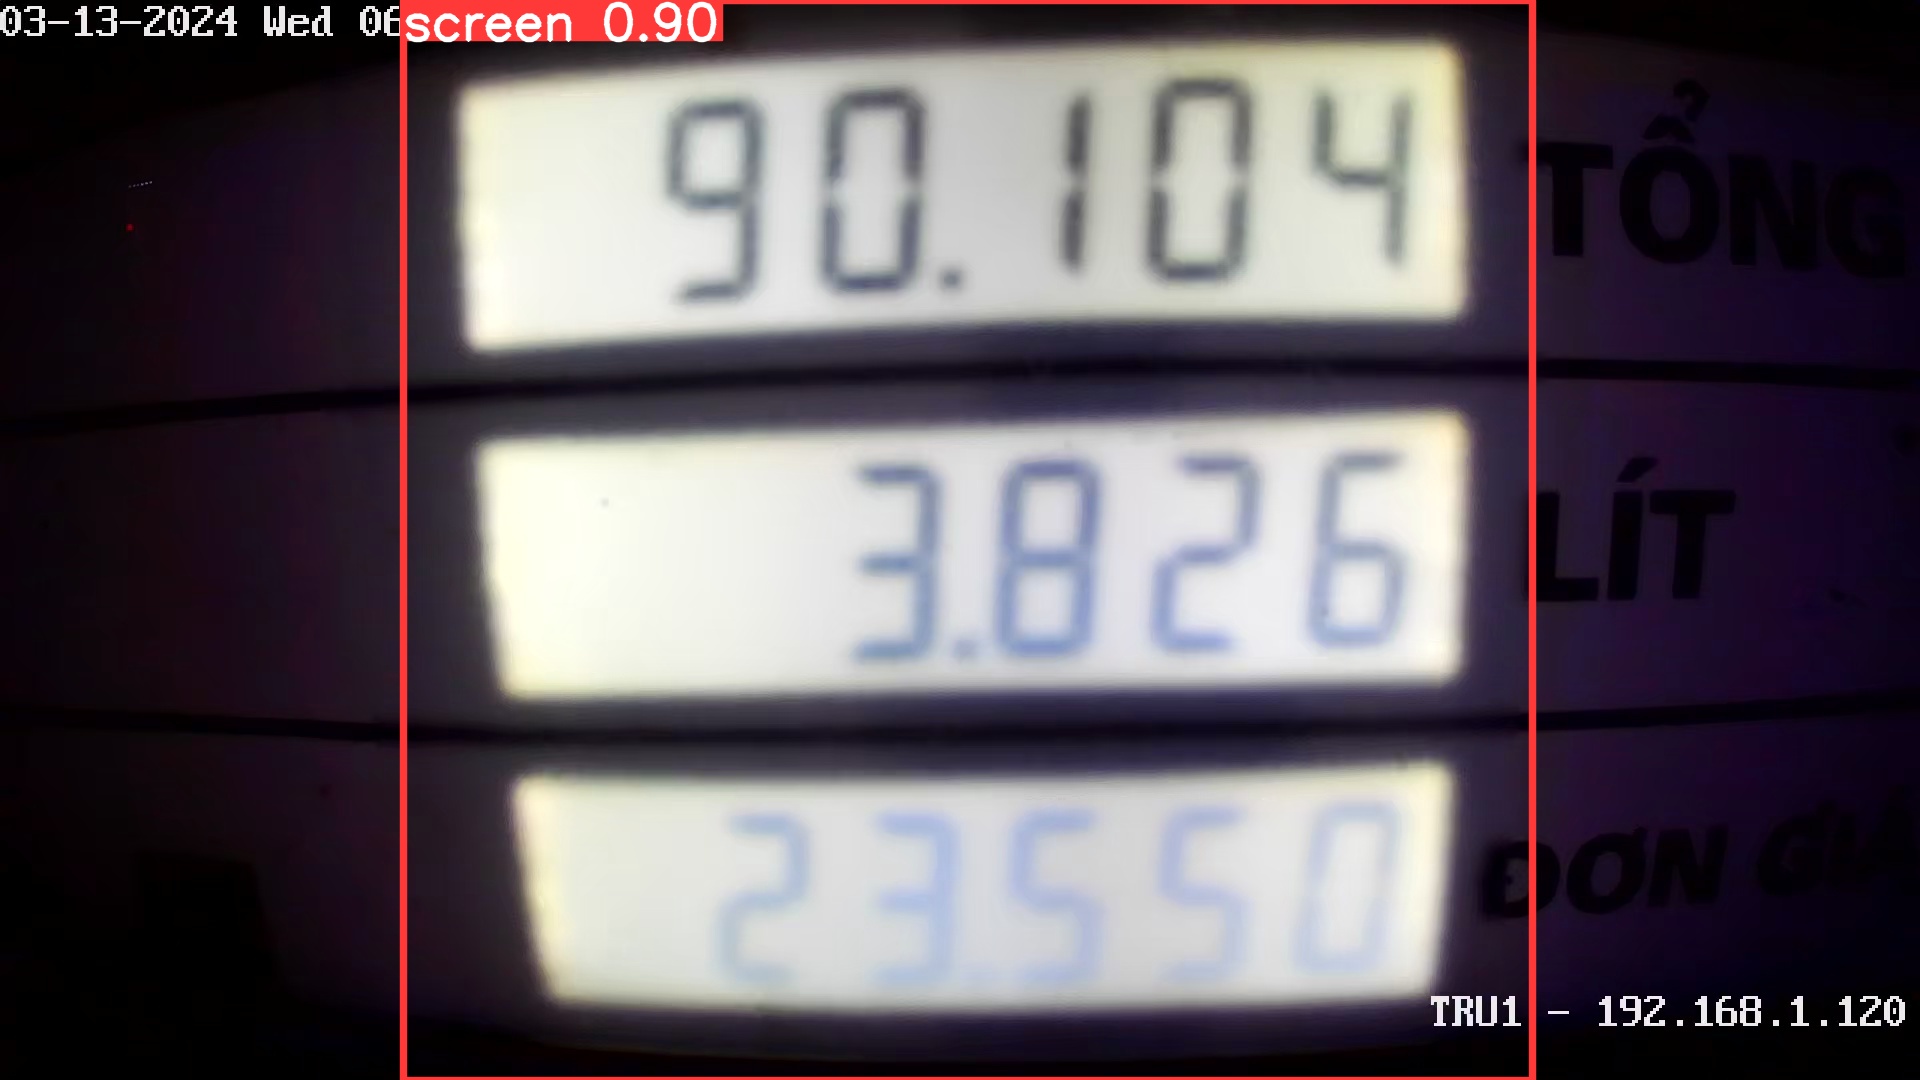 03-13-2024 Wed 06
screen 0.90
90.104
TỔNG
3.826
LÍT
23.550
ĐƠN GIÁ
TRU1 - 192.168.1.120